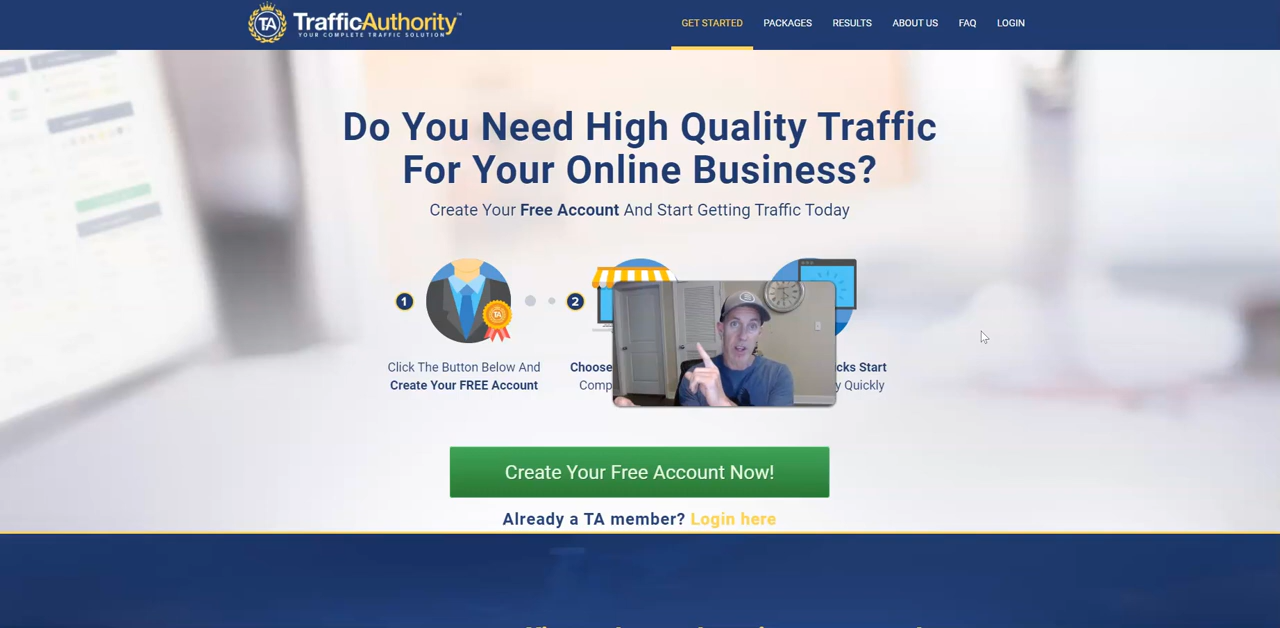 TA
TrafficAuthority™
YOUR COMPLETE TRAFFIC SOLUTION
GET STARTED
PACKAGES
RESULTS
ABOUT US
FAQ
LOGIN
Do You Need High Quality Traffic
For Your Online Business?
Create Your Free Account And Start Getting Traffic Today
1
TA
2
Click The Button Below And
Create Your FREE Account
Choose
Comp
cks Start
y Quickly
Create Your Free Account Now!
Already a TA member? Login here